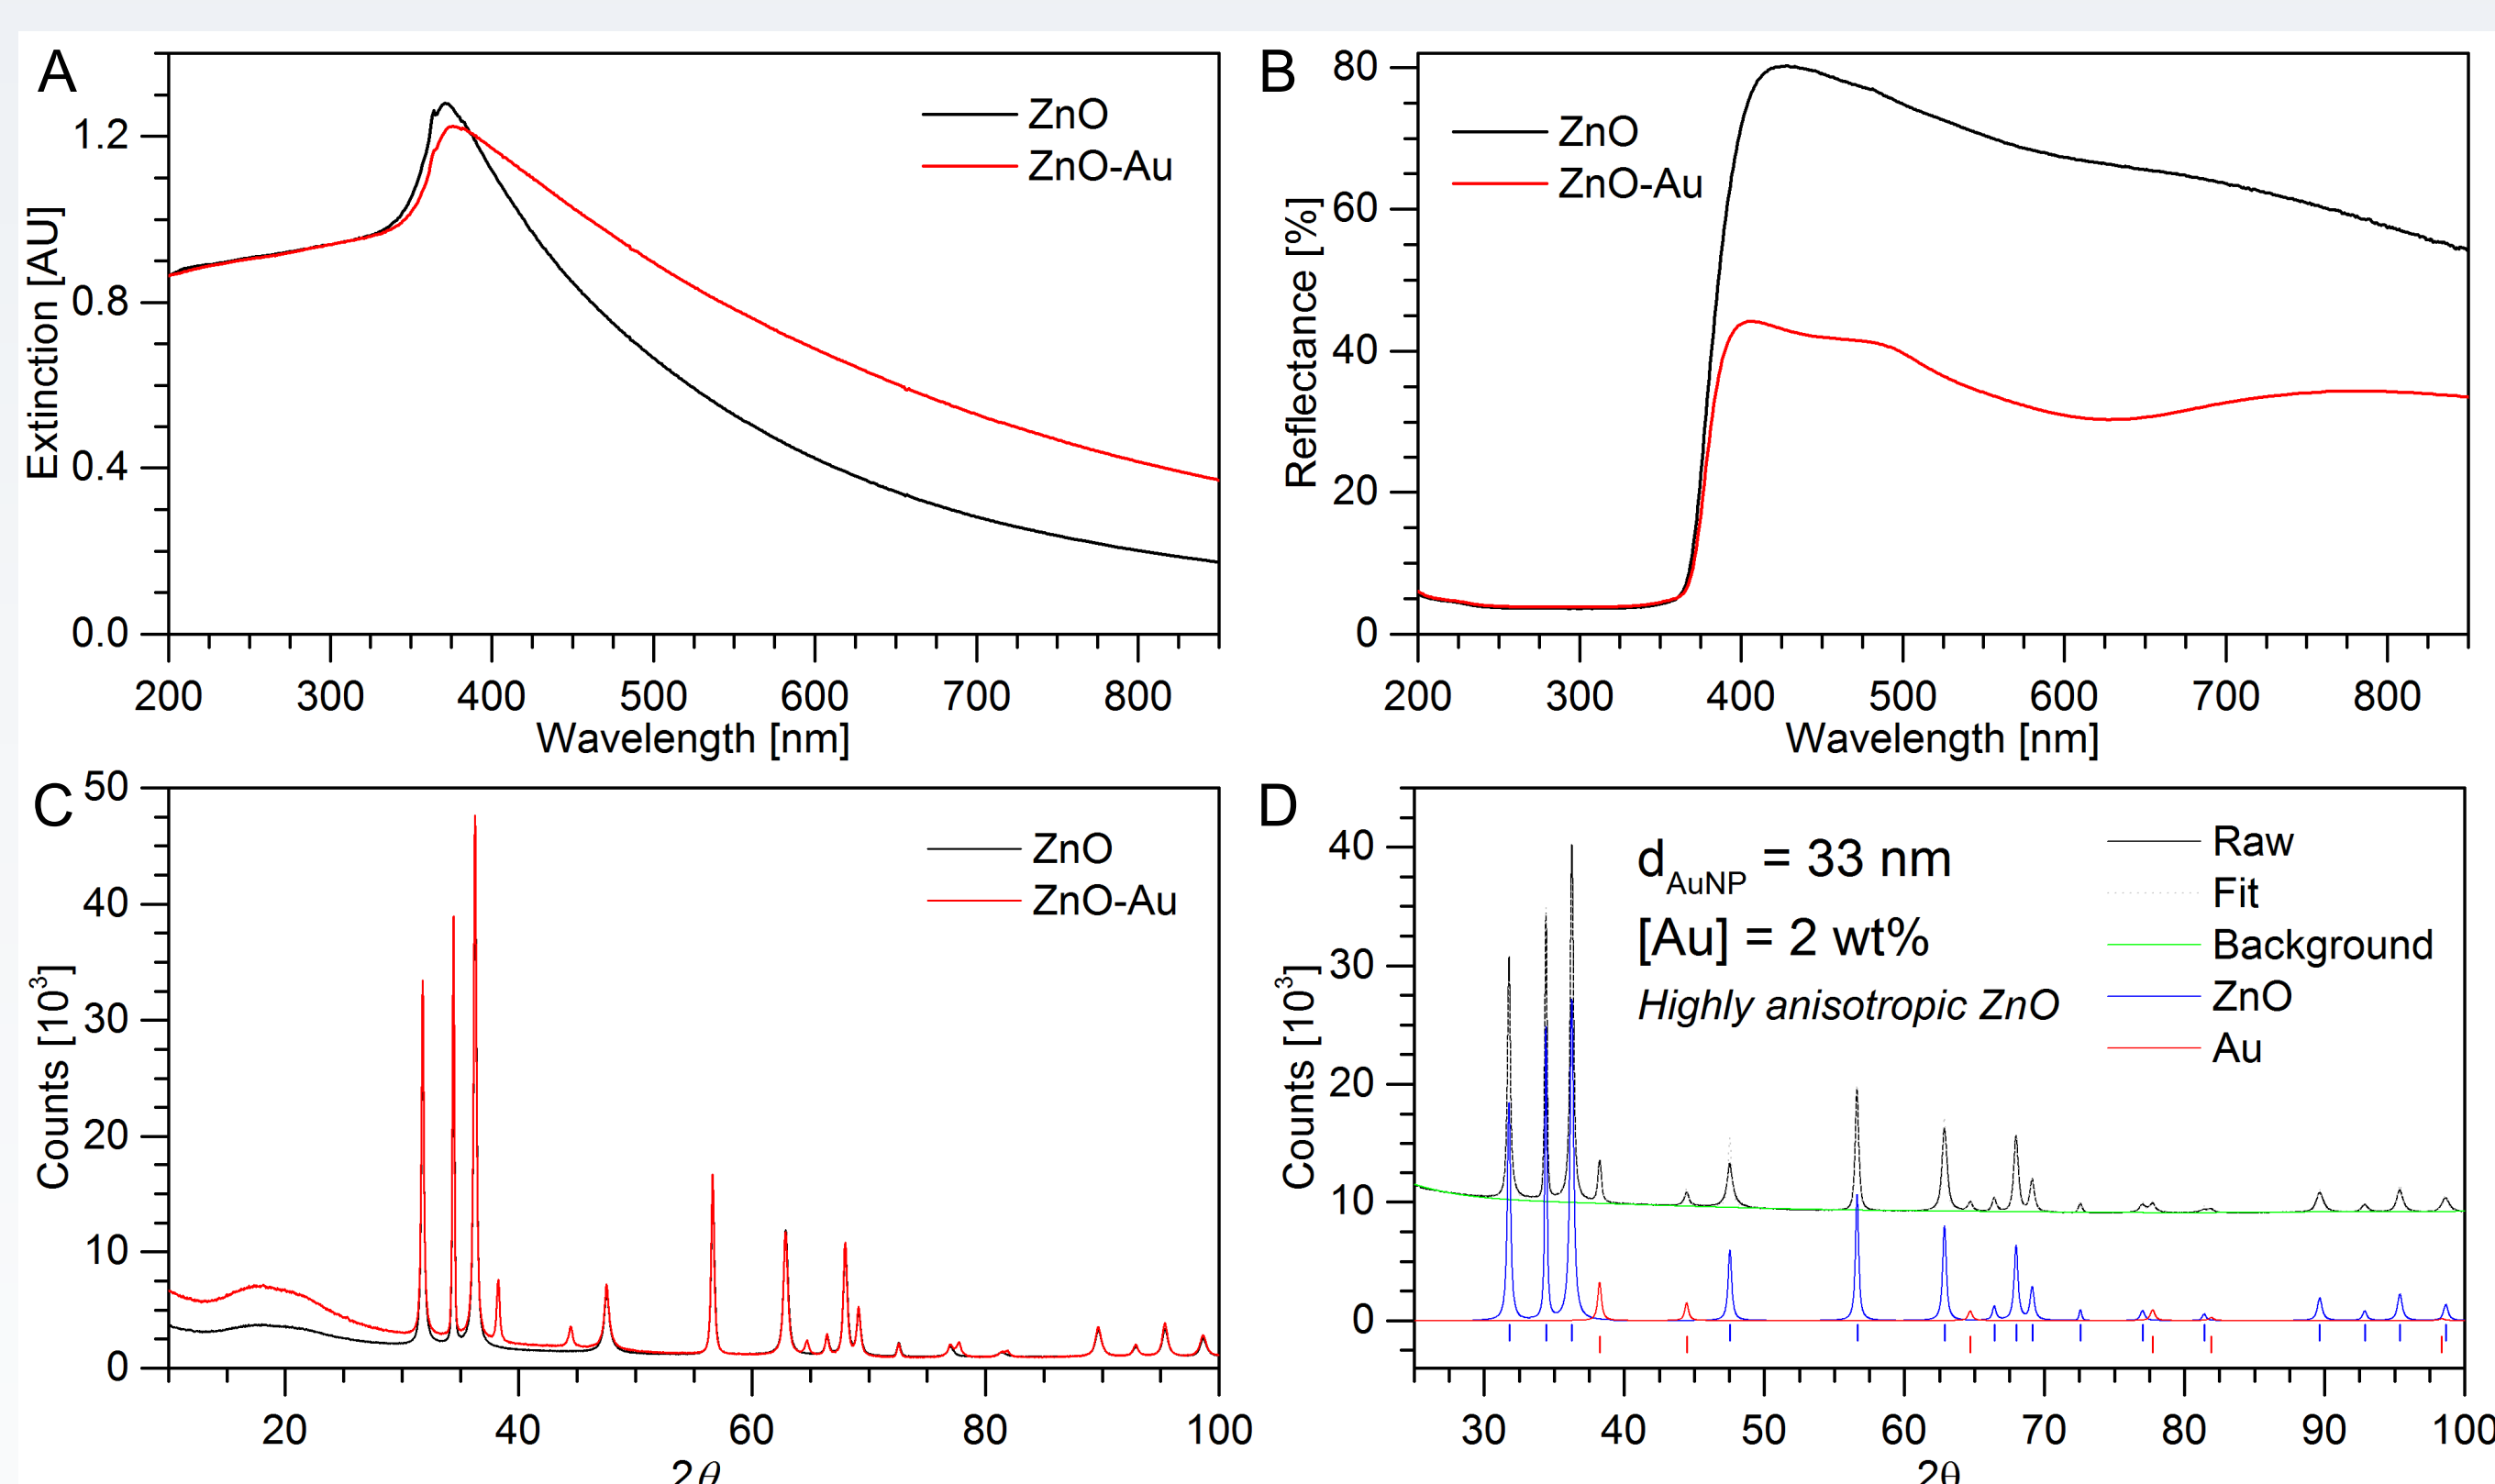 A
Extinction [AU]
1.2
0.8
0.4
0.0
ZnO
ZnO-Au
200 300 400 500 600 700 800
Wavelength [nm]
B
Reflectance [%]
80
60
40
20
0
ZnO
ZnO-Au
200 300 400 500 600 700 800
Wavelength [nm]
C
Counts [10³]
50
40
30
20
10
0
ZnO
ZnO-Au
20 40 60 80 100
2θ
D
Counts [10³]
40
30
20
10
0
d_AuNP = 33 nm
[Au] = 2 wt%
Highly anisotropic ZnO
Raw
Fit
Background
ZnO
Au
30 40 50 60 70 80 90 100
2θ